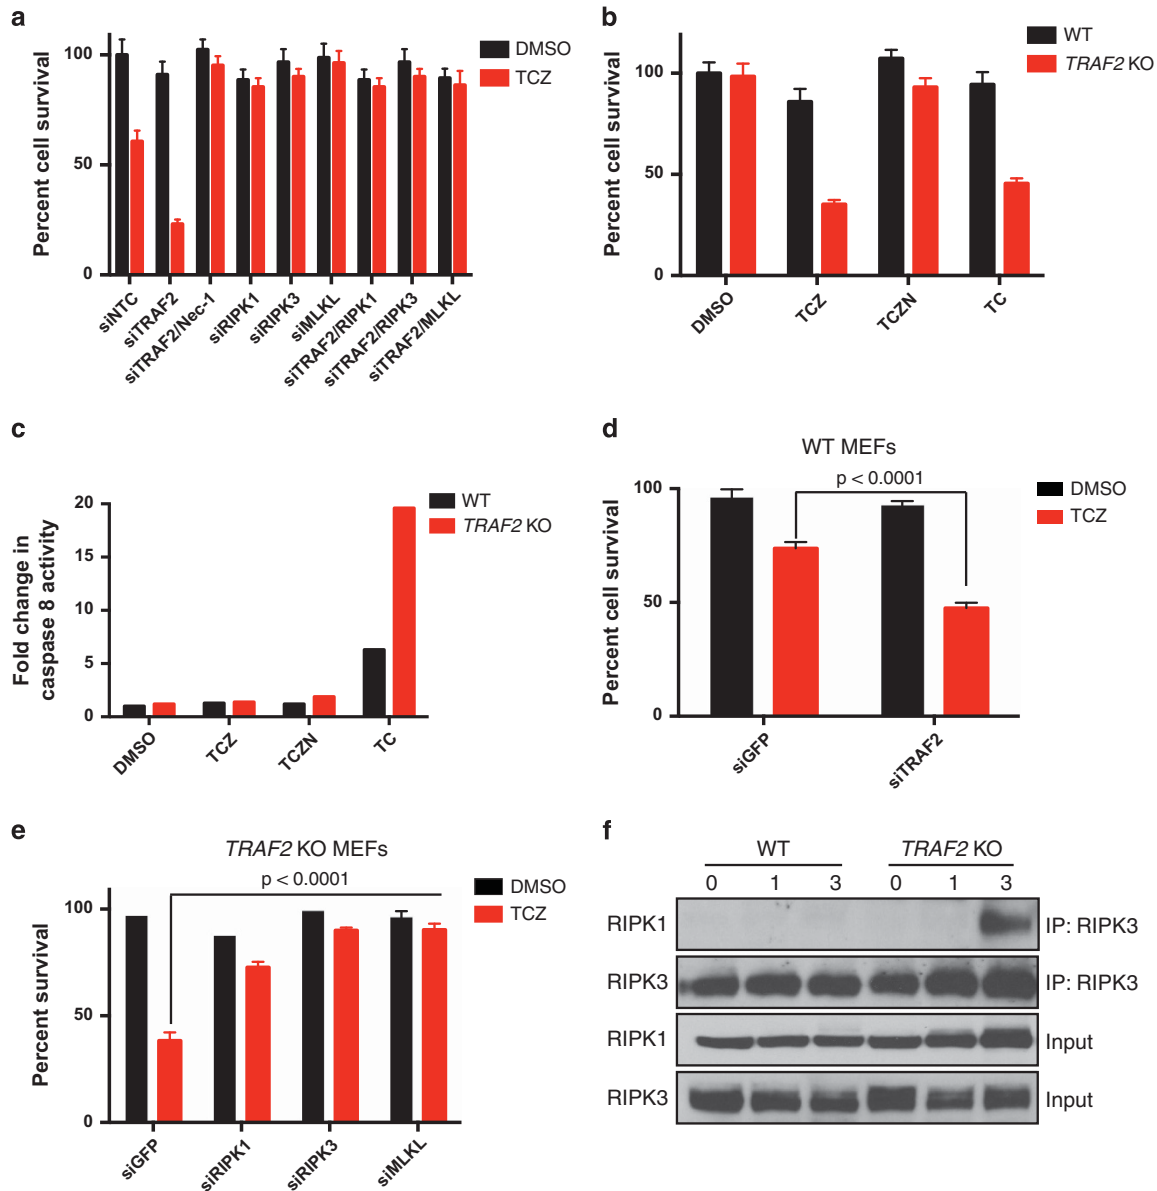 a
Percent cell survival
100
50
0
DMSO
TCZ
siNTC
siTRAF2
siTRAF2/Nec-1
siRIPK1
siRIPK3
siMLKL
siTRAF2/RIPK1
siTRAF2/RIPK3
siTRAF2/MLKL
b
Percent cell survival
100
50
0
WT
TRAF2 KO
DMSO
TCZ
TCZN
TC
c
Fold change in
caspase 8 activity
20
15
10
5
0
WT
TRAF2 KO
DMSO
TCZ
TCZN
TC
d
WT MEFs
p < 0.0001
Percent cell survival
100
50
0
DMSO
TCZ
siGFP
siTRAF2
e
TRAF2 KO MEFs
p < 0.0001
Percent survival
100
50
0
DMSO
TCZ
siGFP
siRIPK1
siRIPK3
siMLKL
f
WT TRAF2 KO
0 1 3 0 1 3
RIPK1 IP: RIPK3
RIPK3 IP: RIPK3
RIPK1 Input
RIPK3 Input